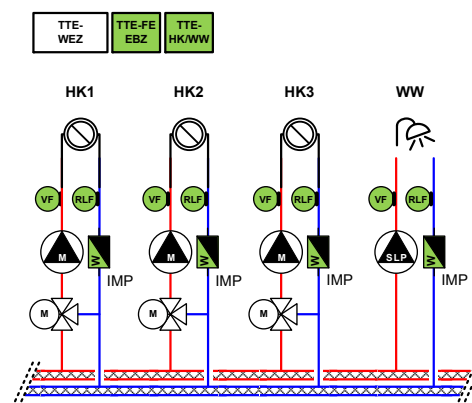 TTE-
WEZ
TTE-FE
EBZ
TTE-
HK/WW
HK1
HK2
HK3
WW
VF
RLF
VF
RLF
VF
RLF
VF
RLF
M
W
M
W
M
W
SLP
W
IMP
IMP
IMP
IMP
M
M
M